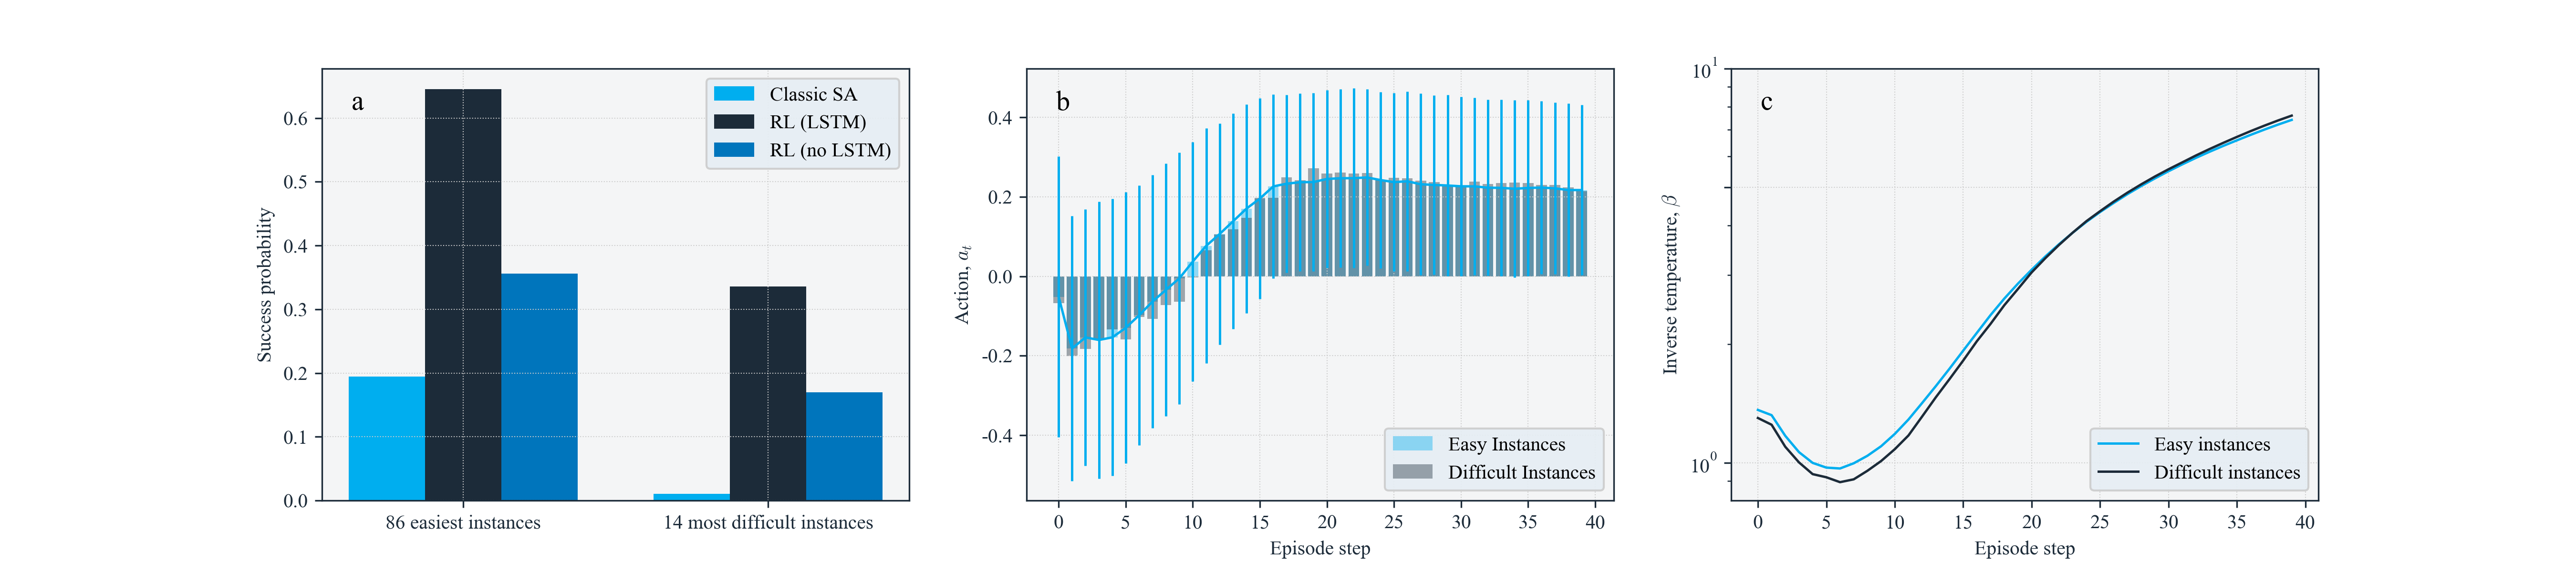 a
Classic SA
RL (LSTM)
RL (no LSTM)
0.6
0.5
0.4
0.3
0.2
0.1
0.0
Success probability
86 easiest instances
14 most difficult instances
b
0.4
0.2
0.0
-0.2
-0.4
Action, a_t
Easy Instances
Difficult Instances
0
5
10
15
20
25
30
35
40
Episode step
c
10^1
10^0
Inverse temperature, β
Easy instances
Difficult instances
0
5
10
15
20
25
30
35
40
Episode step